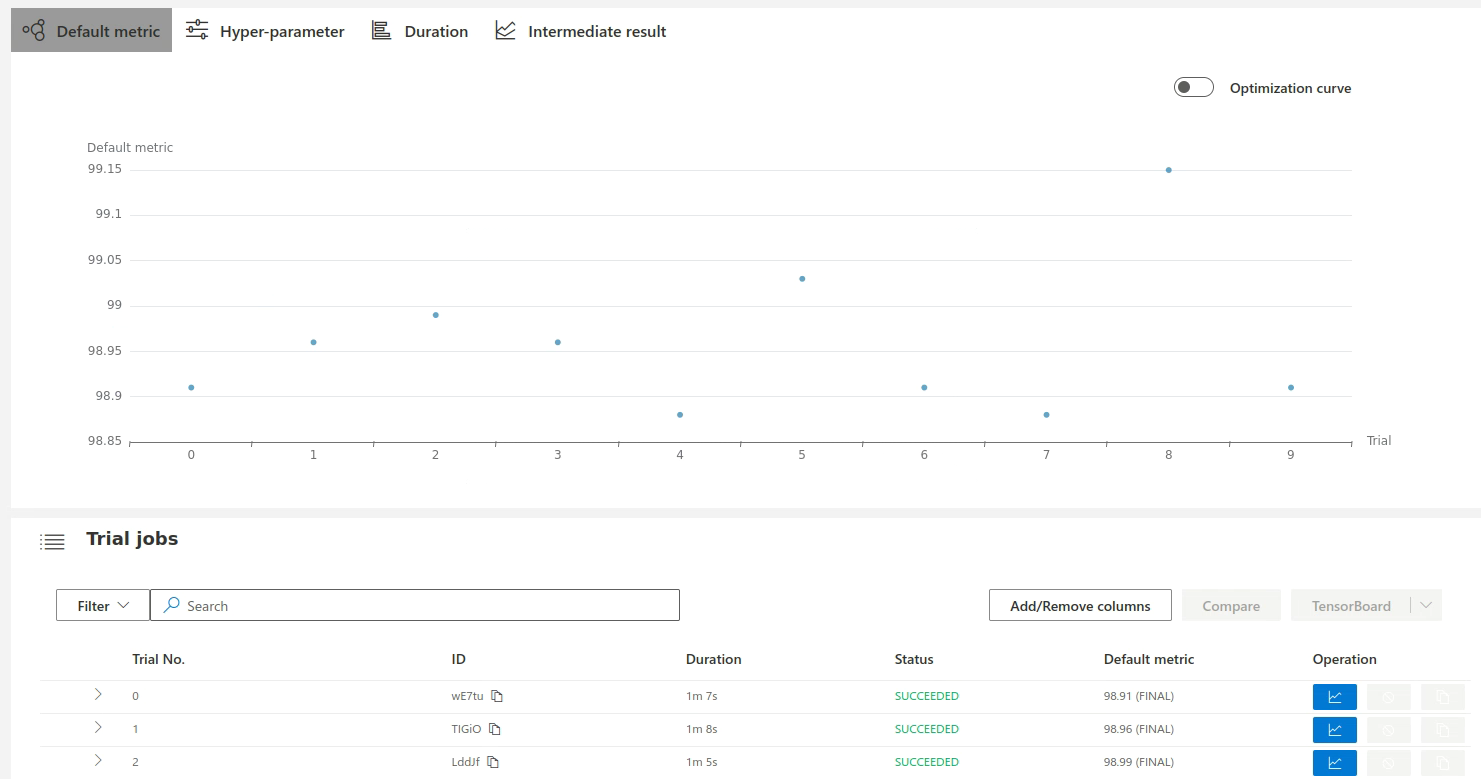 Default metric Hyper-parameter Duration Intermediate result
Optimization curve
Default metric
99.15
99.1
99.05
99
98.95
98.9
98.85
Trial
0 1 2 3 4 5 6 7 8 9
Trial jobs
Filter Search Add/Remove columns Compare TensorBoard
Trial No. ID Duration Status Default metric Operation
0 wE7tu 1m 7s SUCCEEDED 98.91 (FINAL)
1 TIGiO 1m 8s SUCCEEDED 98.96 (FINAL)
2 LddJf 1m 5s SUCCEEDED 98.99 (FINAL)